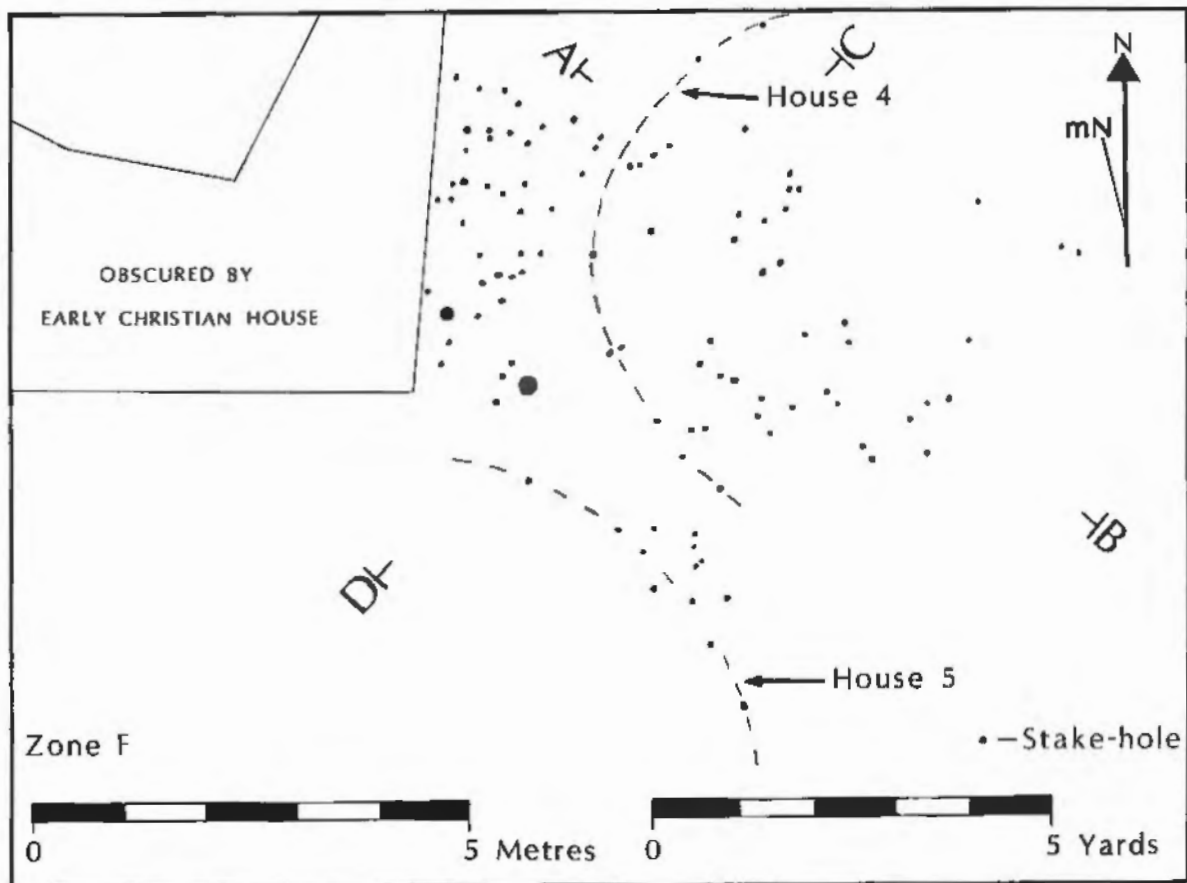 A
C
N
House 4
mN
OBSCURED BY
EARLY CHRISTIAN HOUSE
B
D
House 5
Zone F
–Stake-hole
0 5 Metres 0 5 Yards